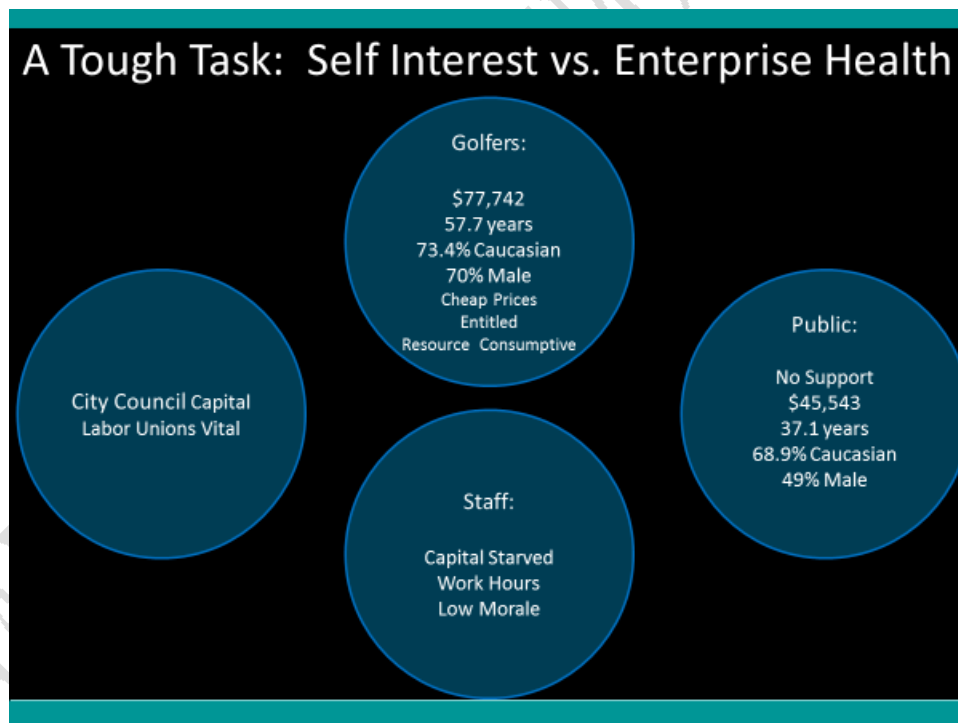 A Tough Task: Self Interest vs. Enterprise Health
Golfers:
$77,742
57.7 years
73.4% Caucasian
70% Male
Cheap Prices
Entitled
Resource Consumptive
City Council Capital
Labor Unions Vital
Public:
No Support
$45,543
37.1 years
68.9% Caucasian
49% Male
Staff:
Capital Starved
Work Hours
Low Morale